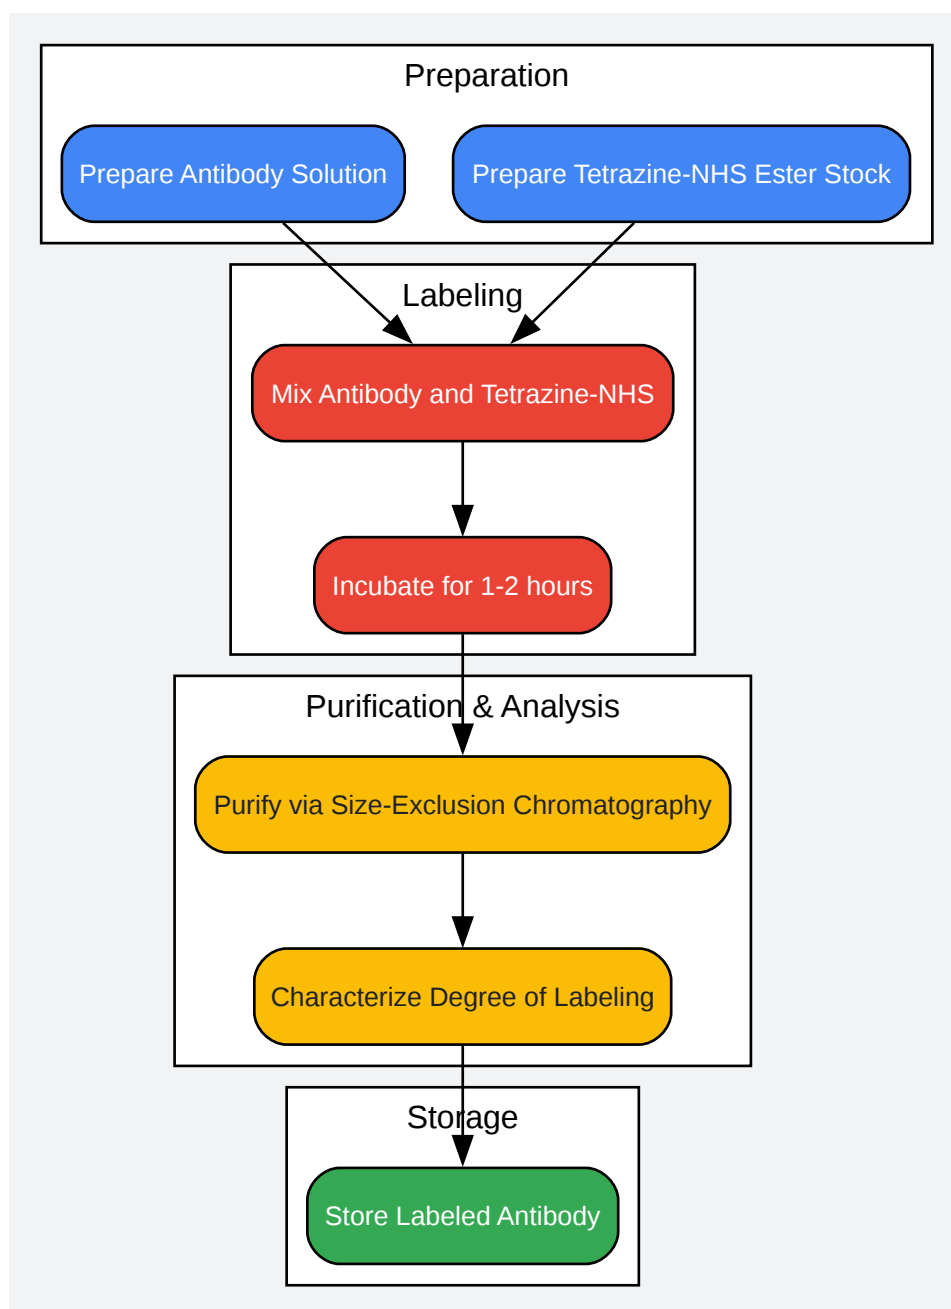 Preparation
Prepare Antibody Solution
Prepare Tetrazine-NHS Ester Stock
Labeling
Mix Antibody and Tetrazine-NHS
Incubate for 1-2 hours
Purification & Analysis
Purify via Size-Exclusion Chromatography
Characterize Degree of Labeling
Storage
Store Labeled Antibody